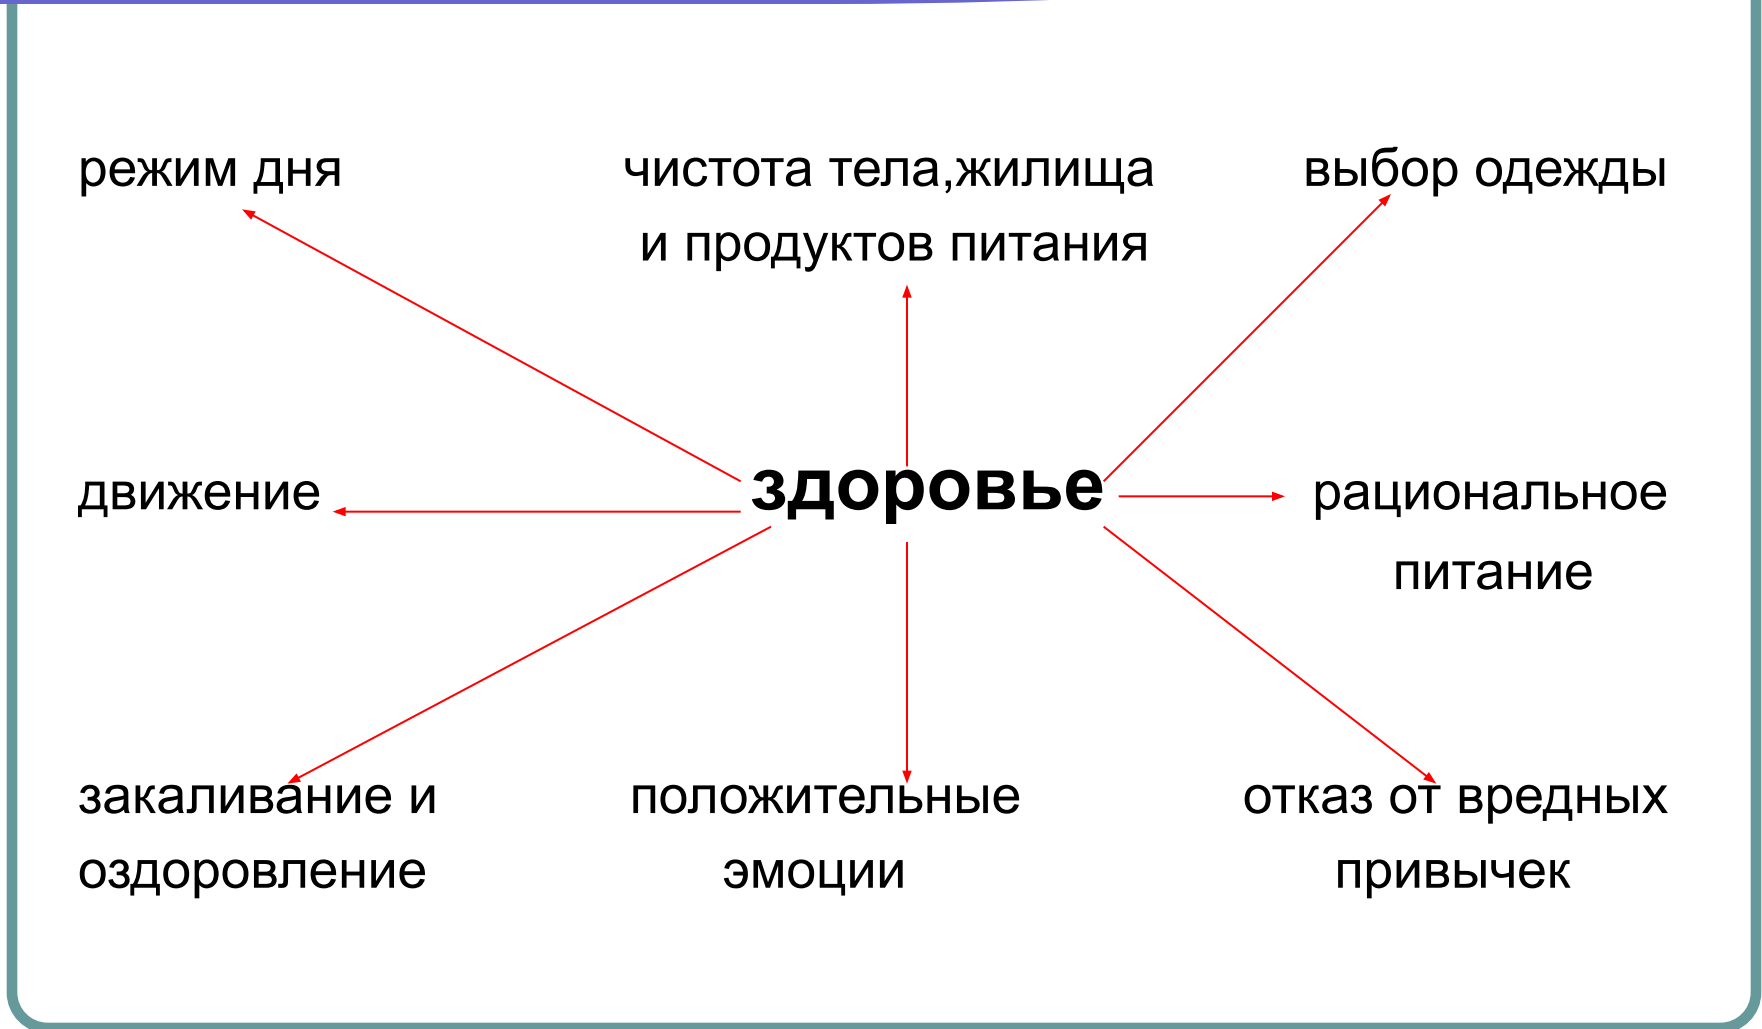 режим дня
чистота тела,жилища
и продуктов питания
выбор одежды
движение
здоровье
рациональное
питание
закаливание и
оздоровление
положительные
эмоции
отказ от вредных
привычек